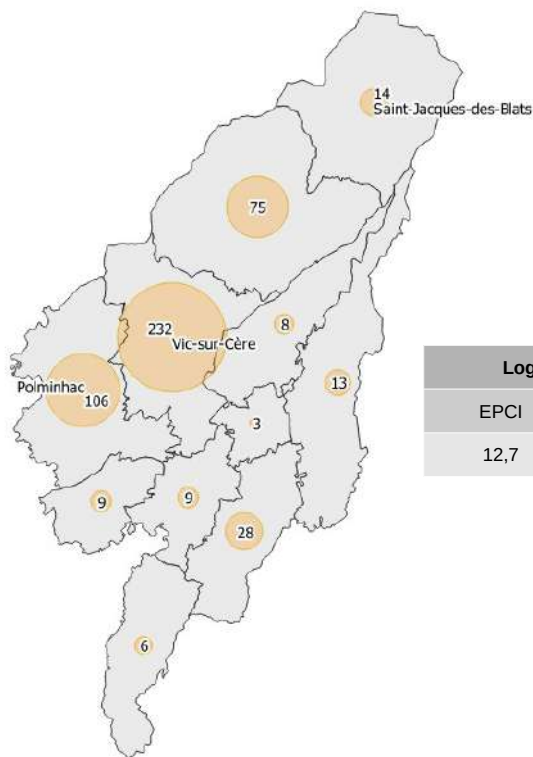 14
Saint-Jacques-des-Blats
75
232
Vic-sur-Cère
8
Polminhac
106
13
3
9
9
28
6
Log
EPCI
12,7